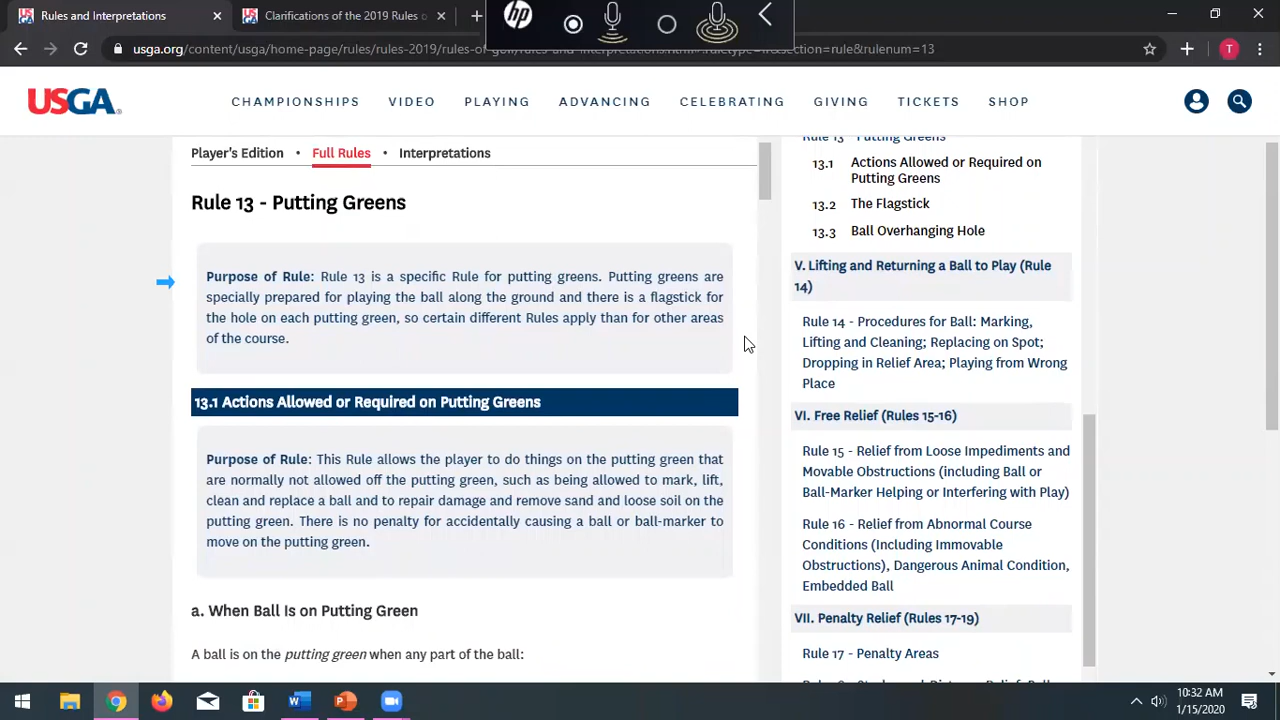 Rules and Interpretations
Clarifications of the 2019 Rules o
hp
usga.org/content/usga/home-page/rules/rules-2019/rules-of-golf/rules-and-interpretations.html
section=rule&rulenum=13
T
USGA
CHAMPIONSHIPS VIDEO PLAYING ADVANCING CELEBRATING GIVING TICKETS SHOP
Player's Edition • Full Rules • Interpretations
Rule 13 - Putting Greens
Purpose of Rule: Rule 13 is a specific Rule for putting greens. Putting greens are
specially prepared for playing the ball along the ground and there is a flagstick for
the hole on each putting green, so certain different Rules apply than for other areas
of the course.
13.1 Actions Allowed or Required on Putting Greens
Purpose of Rule: This Rule allows the player to do things on the putting green that
are normally not allowed off the putting green, such as being allowed to mark, lift,
clean and replace a ball and to repair damage and remove sand and loose soil on the
putting green. There is no penalty for accidentally causing a ball or ball-marker to
move on the putting green.
a. When Ball Is on Putting Green
A ball is on the putting green when any part of the ball:
Rule 13 - Putting Greens
13.1 Actions Allowed or Required on
Putting Greens
13.2 The Flagstick
13.3 Ball Overhanging Hole
V. Lifting and Returning a Ball to Play (Rule
14)
Rule 14 - Procedures for Ball: Marking,
Lifting and Cleaning; Replacing on Spot;
Dropping in Relief Area; Playing from Wrong
Place
VI. Free Relief (Rules 15-16)
Rule 15 - Relief from Loose Impediments and
Movable Obstructions (including Ball or
Ball-Marker Helping or Interfering with Play)
Rule 16 - Relief from Abnormal Course
Conditions (Including Immovable
Obstructions), Dangerous Animal Condition,
Embedded Ball
VII. Penalty Relief (Rules 17-19)
Rule 17 - Penalty Areas
10:32 AM
1/15/2020